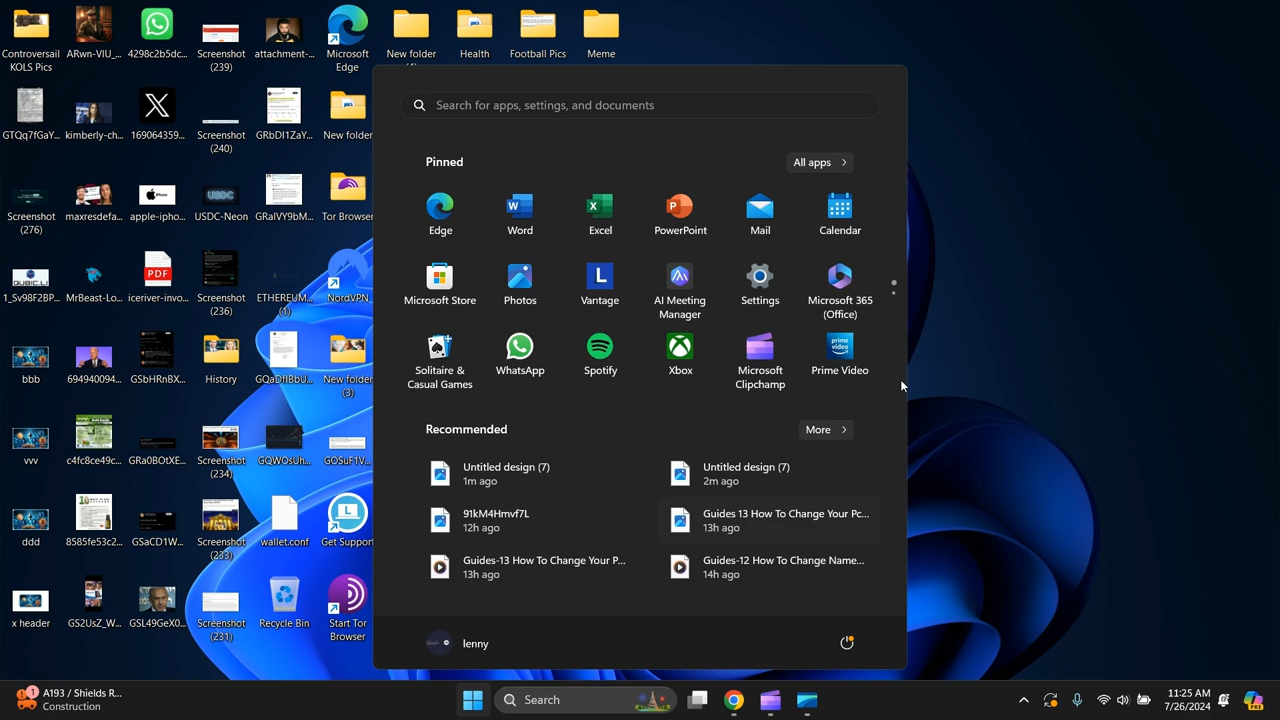 Controversail
KOLS Pics
ARwn-VIU_...
4298c2b5dc...
Screenshot
(239)
attachment-...
Microsoft
Edge
New folder
(4)
Health
Football Pics
Meme
GTQq7fGaY...
kimberly-ch...
169064359...
Screenshot
(240)
GRbDI1ZaY...
New folder
Screenshot
(276)
maxresdefa...
apple-ipho...
USDC-Neon
GRaIVY9bM...
Tor Browser
1_Sv98F2BP...
MrBeast-Lo...
iceriver-invo...
Screenshot
(236)
ETHEREUM...
(1)
NordVPN
bbb
694940094...
GSbHRnBX...
History
GQaDfIBbU...
New folder
(3)
vvv
c4fc8ce49c...
GRa0BOtXE...
Screenshot
(234)
GQWOsUh...
GOSuF1V...
ddd
8585fe53c2...
GSaCD1W...
Screenshot
(233)
wallet.conf
Get Support
x header
GS2UsZ_W...
GSL49GeX0...
Screenshot
(231)
Recycle Bin
Start Tor
Browser
Search for apps, settings, and documents
Pinned
All apps
Edge
Word
Excel
PowerPoint
Mail
Calendar
Microsoft Store
Photos
Vantage
AI Meeting
Manager
Settings
Microsoft 365
(Office)
Solitaire &
Casual Games
WhatsApp
Spotify
Xbox
Microsoft
Clipchamp
prime
video
Prime Video
Recommended
More
Untitled design (7)
1m ago
Untitled design (7)
2m ago
91kM4Hmvf7L
12h ago
Guides 13 How To Change Your Pc...
13h ago
Guides-13 How To Change Your P...
13h ago
Guides-12 How To Change Name...
14h ago
lenny
1
A193 / Shields R...
Construction
Search
11:25 AM
7/26/2024